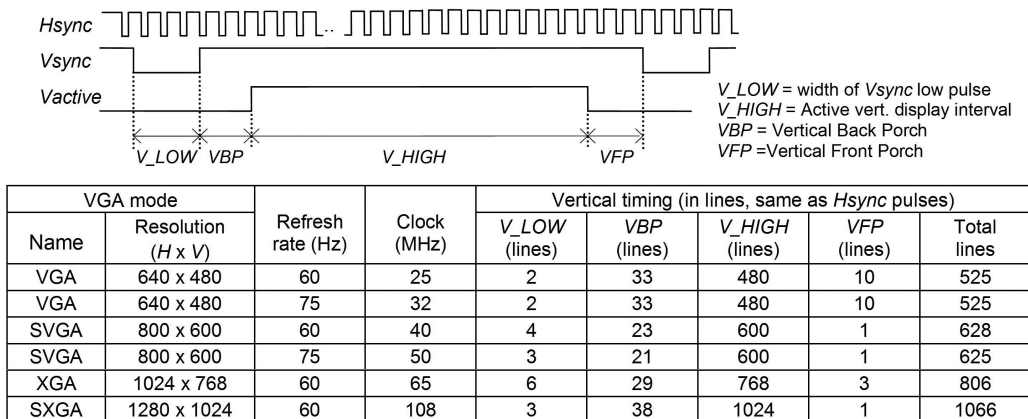 Hsync
Vsync
Vactive
..
V_LOW VBP V_HIGH VFP
V_LOW = width of Vsync low pulse
V_HIGH = Active vert. display interval
VBP = Vertical Back Porch
VFP =Vertical Front Porch
VGA mode Refresh rate (Hz) Clock (MHz) Vertical timing (in lines, same as Hsync pulses)
Name Resolution (H x V) V_LOW (lines) VBP (lines) V_HIGH (lines) VFP (lines) Total lines
VGA 640 x 480 60 25 2 33 480 10 525
VGA 640 x 480 75 32 2 33 480 10 525
SVGA 800 x 600 60 40 4 23 600 1 628
SVGA 800 x 600 75 50 3 21 600 1 625
XGA 1024 x 768 60 65 6 29 768 3 806
SXGA 1280 x 1024 60 108 3 38 1024 1 1066